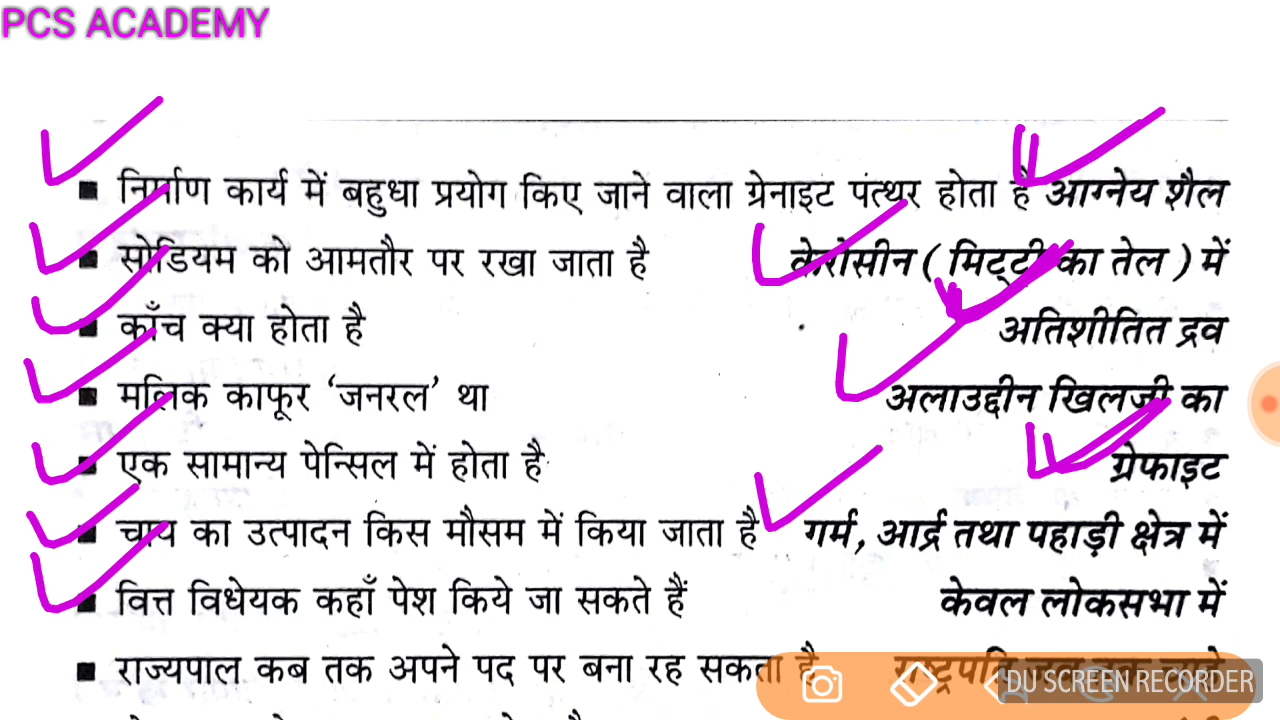 PCS ACADEMY
■ निर्माण कार्य में बहुधा प्रयोग किए जाने वाला ग्रेनाइट पत्थर होता है आग्नेय शैल
■ सोडियम को आमतौर पर रखा जाता है केरोसीन ( मिट्टी का तेल ) में
■ काँच क्या होता है अतिशीतित द्रव
■ मलिक काफूर ‘जनरल’ था अलाउद्दीन खिलजी का
■ एक सामान्य पेन्सिल में होता है ग्रेफाइट
■ चाय का उत्पादन किस मौसम में किया जाता है गर्म, आर्द्र तथा पहाड़ी क्षेत्र में
■ वित्त विधेयक कहाँ पेश किये जा सकते हैं केवल लोकसभा में
■ राज्यपाल कब तक अपने पद पर बना रह सकता है राष्ट्रपति
DU SCREEN RECORDER